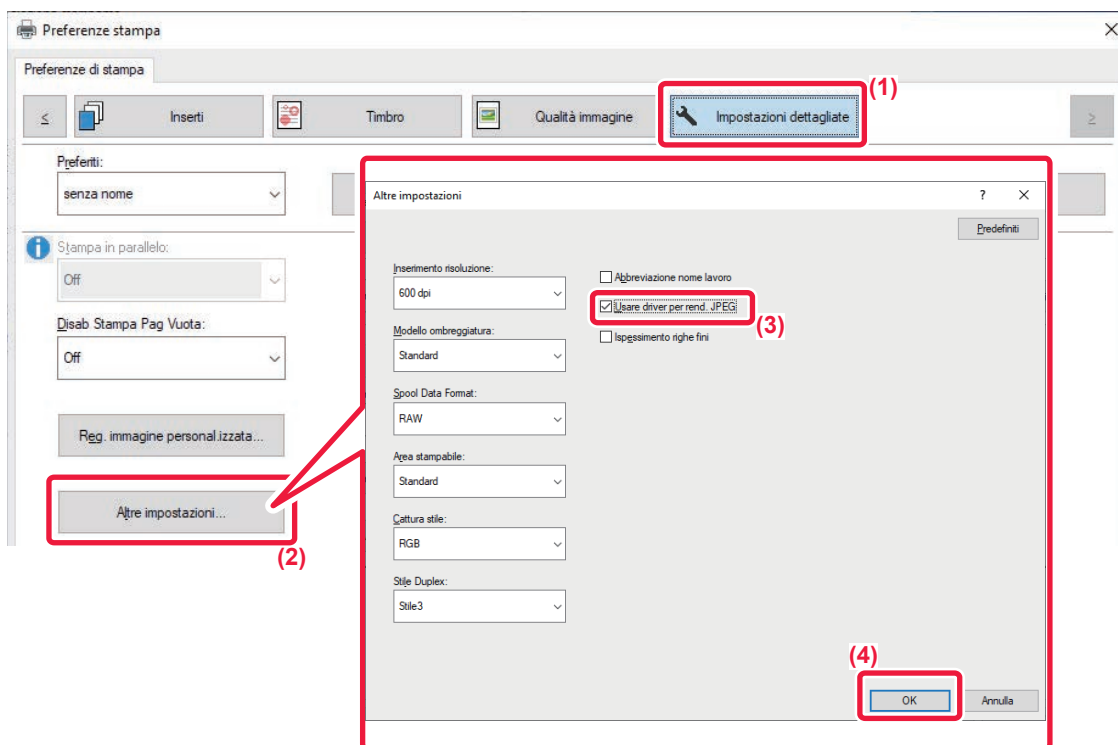 Preferenze stampa
Preferenze di stampa
(1)
<
Inserti
Timbro
Qualità immagine
Impostazioni dettagliate
>
Preferiti:
senza nome
Stampa in parallelo:
Off
Disab Stampa Pag Vuota:
Off
Reg. immagine personal.izzata...
Altre impostazioni...
(2)
Altre impostazioni
?
Predefiniti
Inserimento risoluzione:
600 dpi
Modello ombreggiatura:
Standard
Spool Data Format:
RAW
Area stampabile:
Standard
Cattura stile:
RGB
Stile Duplex:
Stile3
Abbreviazione nome lavoro
Usare driver per rend. JPEG
(3)
Ispessimento righe fini
(4)
OK
Annulla